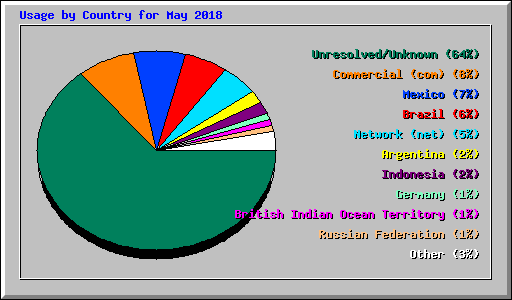 Usage by Country for May 2018
Unresolved/Unknown (64%)
Commercial (com) (8%)
Mexico (7%)
Brazil (6%)
Network (net) (5%)
Argentina (2%)
Indonesia (2%)
Germany (1%)
British Indian Ocean Territory (1%)
Russian Federation (1%)
Other (3%)